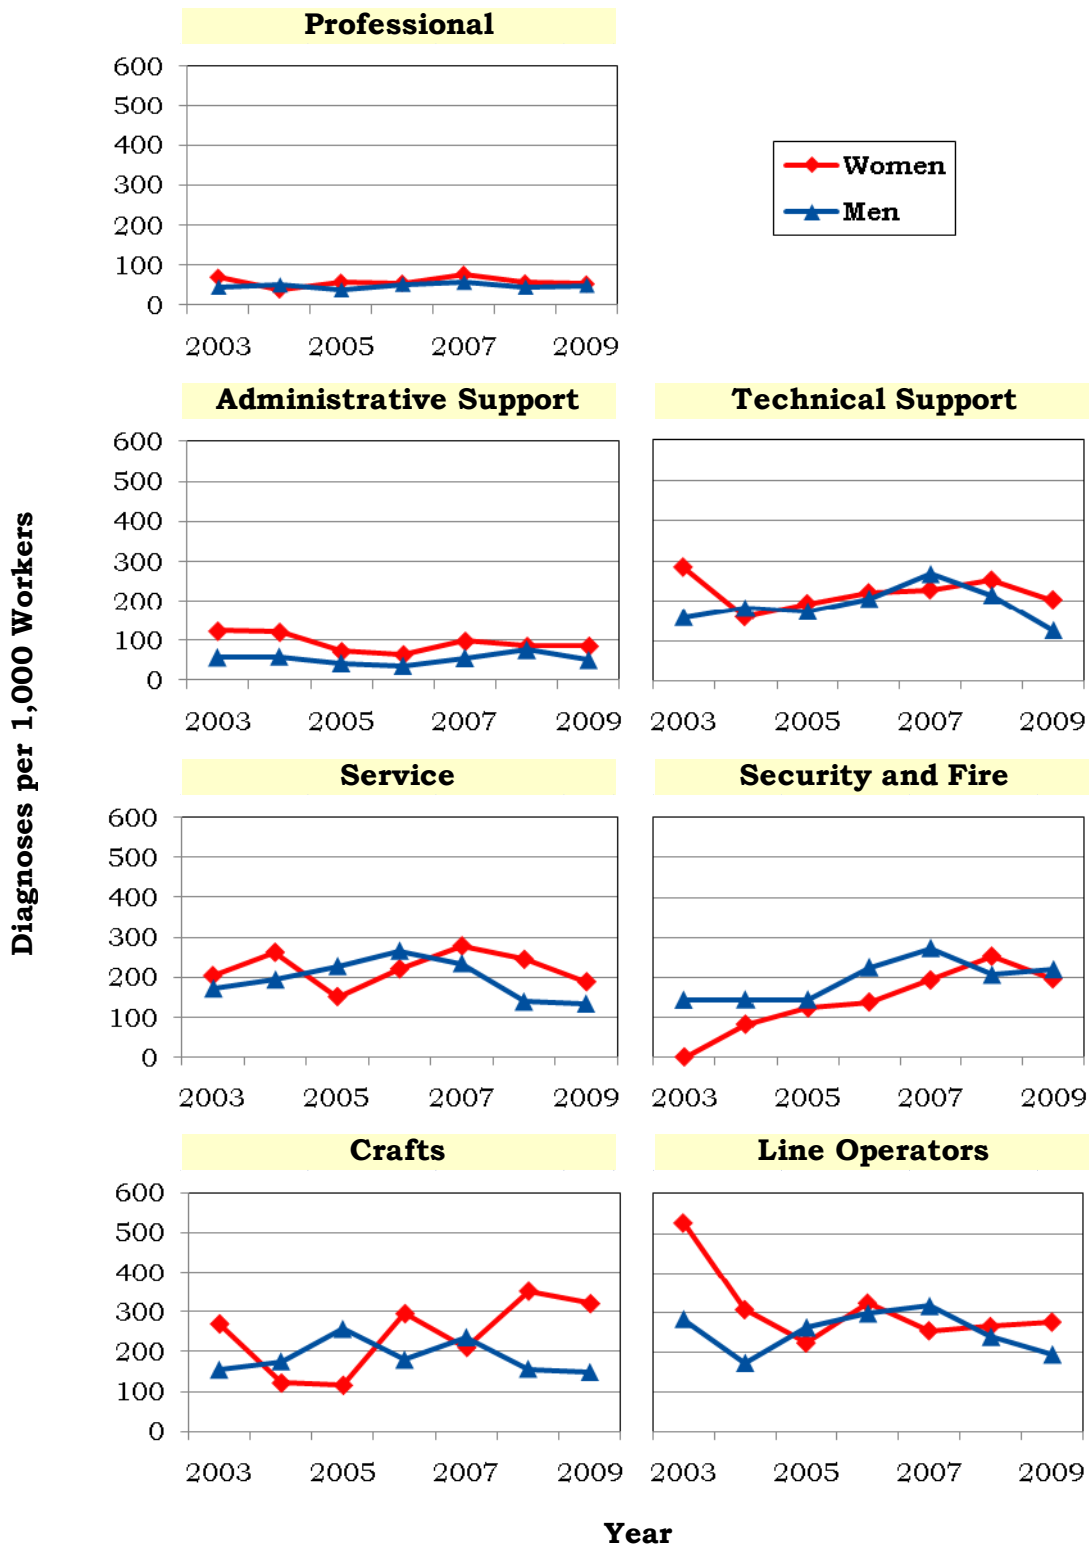 Professional
600
500
400
300
200
100
0
2003 2005 2007 2009
Women
Men
Diagnoses per 1,000 Workers
Administrative Support
600
500
400
300
200
100
0
2003 2005 2007 2009
Technical Support
2003 2005 2007 2009
Service
600
500
400
300
200
100
0
2003 2005 2007 2009
Security and Fire
2003 2005 2007 2009
Crafts
600
500
400
300
200
100
0
2003 2005 2007 2009
Line Operators
2003 2005 2007 2009
Year